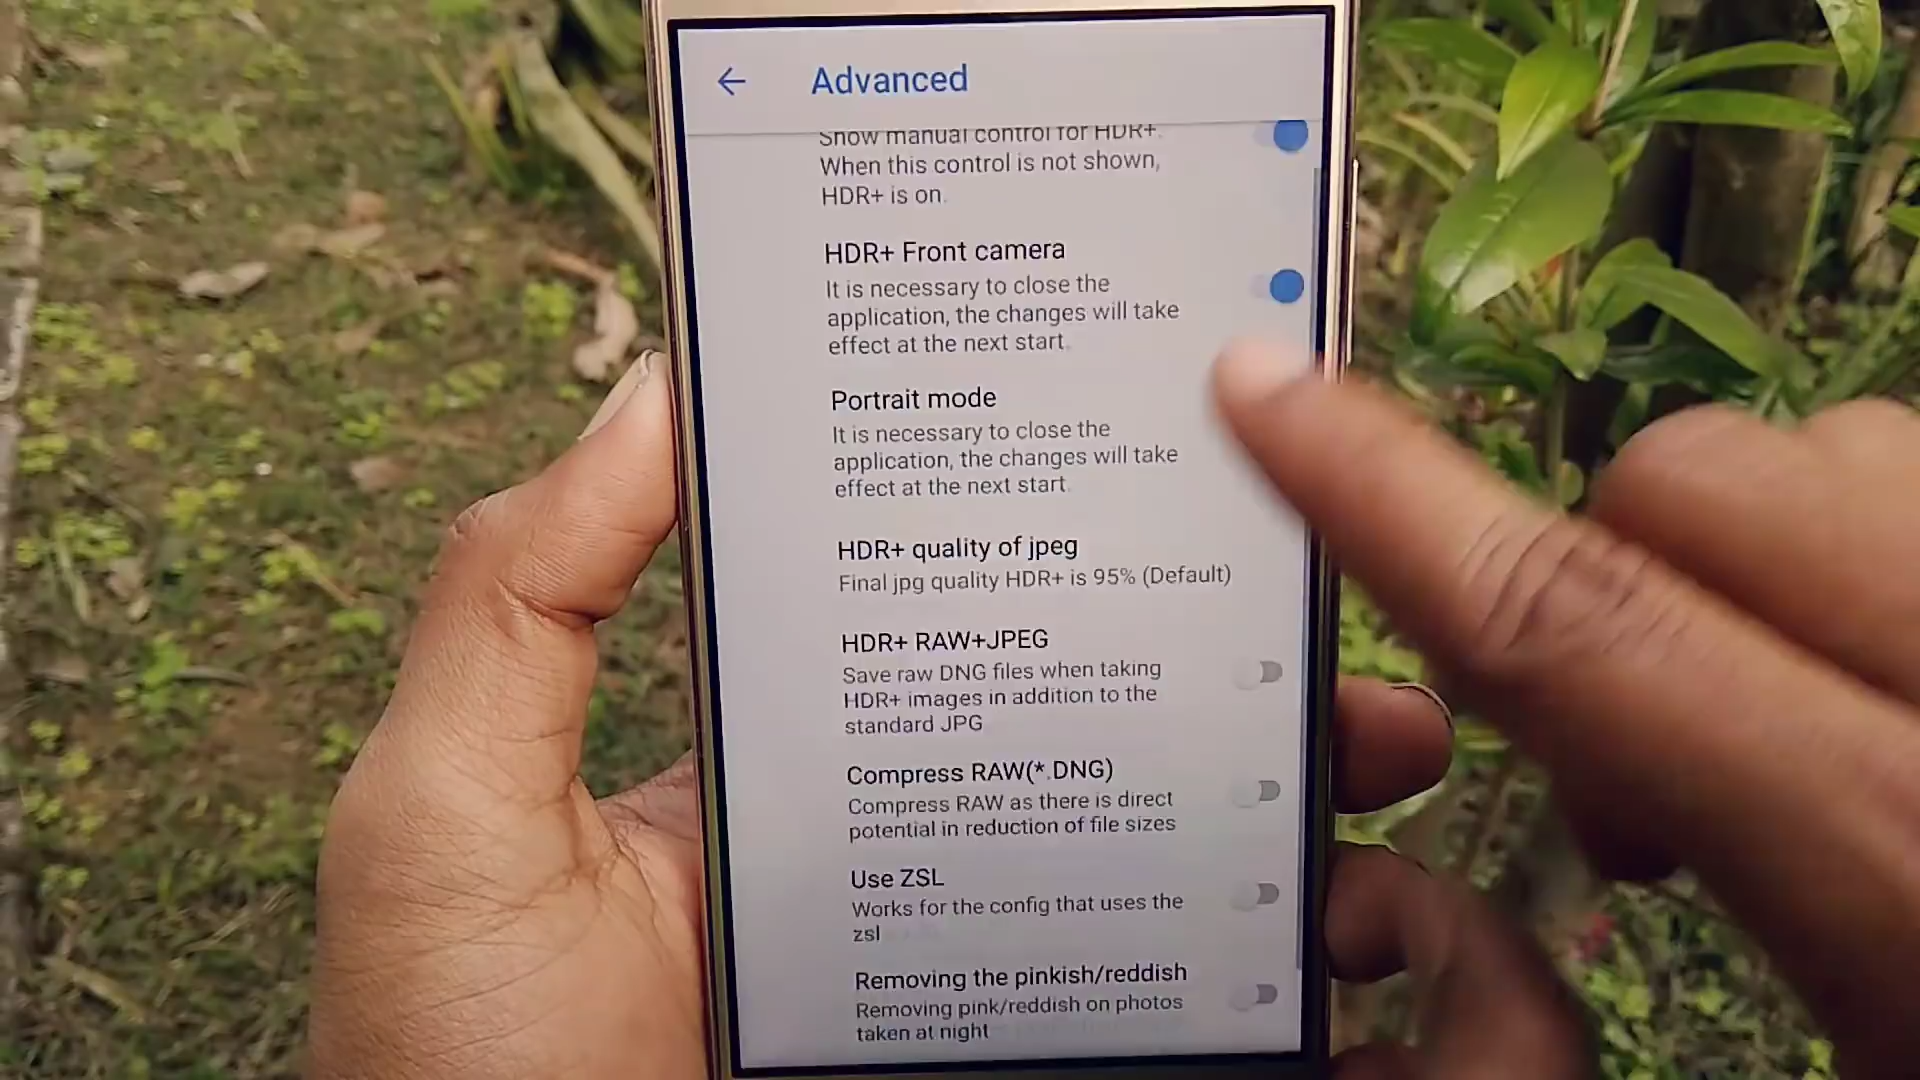 Advanced
Show manual control for HDR+.
When this control is not shown,
HDR+ is on.
HDR+ Front camera
It is necessary to close the
application, the changes will take
effect at the next start.
Portrait mode
It is necessary to close the
application, the changes will take
effect at the next start.
HDR+ quality of jpeg
Final jpg quality HDR+ is 95% (Default)
HDR+ RAW+JPEG
Save raw DNG files when taking
HDR+ images in addition to the
standard JPG
Compress RAW(*.DNG)
Compress RAW as there is direct
potential in reduction of file sizes
Use ZSL
Works for the config that uses the
zsl
Removing the pinkish/reddish
Removing pink/reddish on photos
taken at night